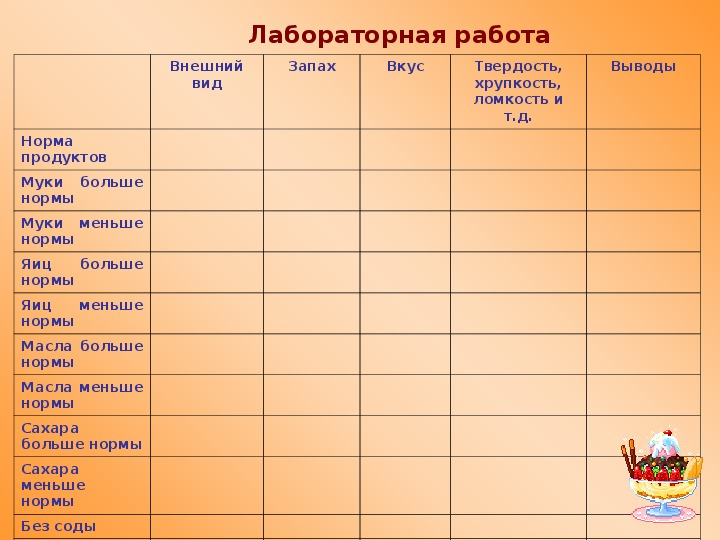 Лабораторная работа
Внешний
вид
Запах
Вкус
Твердость,
хрупкость,
ломкость и
т.д.
Выводы
Норма
продуктов
Муки больше
нормы
Муки меньше
нормы
Яиц больше
нормы
Яиц меньше
нормы
Масла больше
нормы
Масла меньше
нормы
Сахара
больше нормы
Сахара
меньше
нормы
Без соды